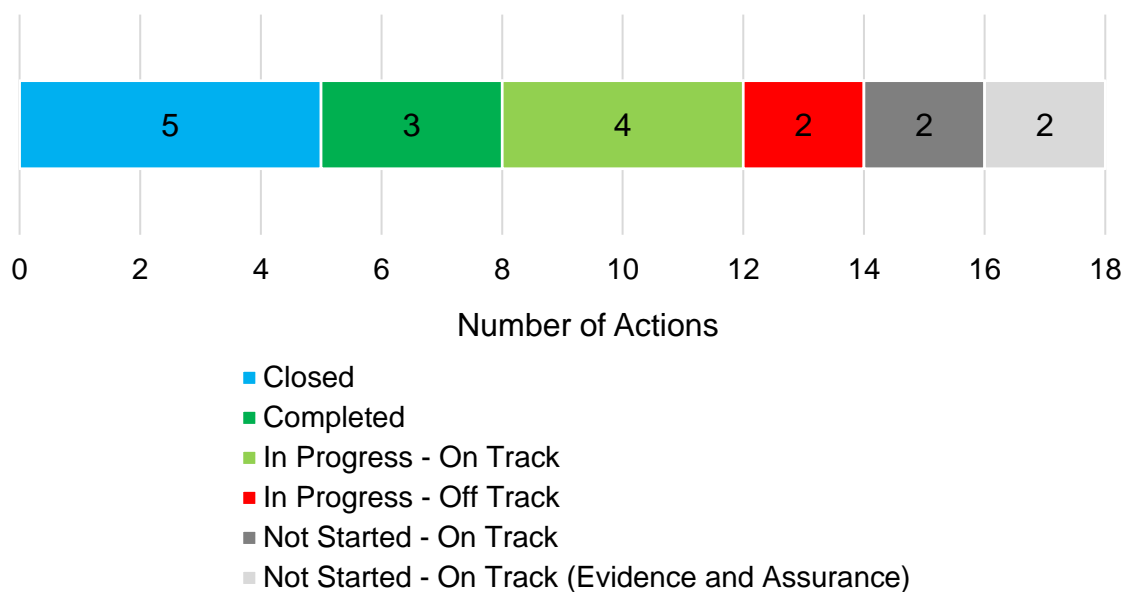 5 3 4 2 2 2
0 2 4 6 8 10 12 14 16 18
Number of Actions
Closed
Completed
In Progress - On Track
In Progress - Off Track
Not Started - On Track
Not Started - On Track (Evidence and Assurance)